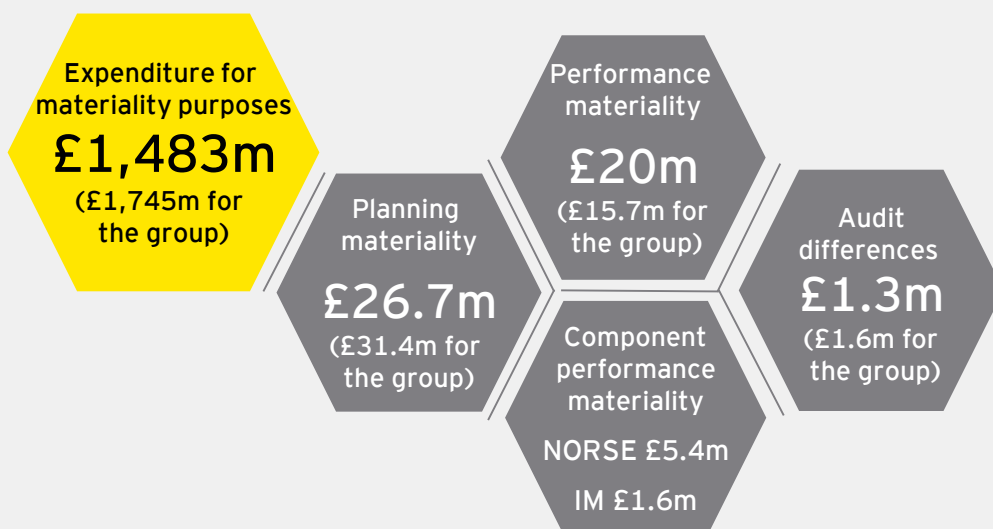 Expenditure for
materiality purposes
£1,483m
(£1,745m for
the group)
Planning
materiality
£26.7m
(£31.4m for
the group)
Performance
materiality
£20m
(£15.7m for
the group)
Component
performance
materiality
NORSE £5.4m
IM £1.6m
Audit
differences
£1.3m
(£1.6m for
the group)